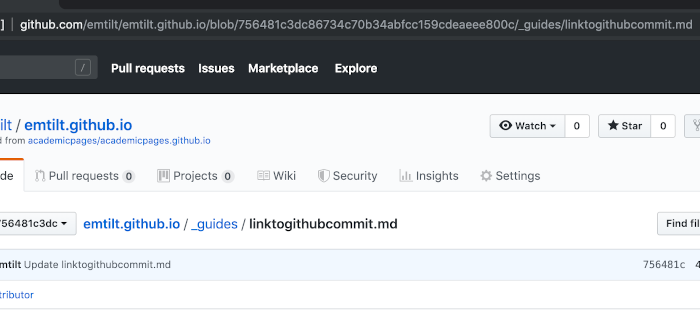 ] github.com/emtilt/emtilt.github.io/blob/756481c3dc86734c70b34abfcc159cdeaeee800c/_guides/linktogithubcommit.md
/ Pull requests Issues Marketplace Explore
ilt / emtilt.github.io Watch 0 Star 0
d from academicpages/academicpages.github.io
de Pull requests 0 Projects 0 Wiki Security Insights Settings
756481c3dc emtilt.github.io / _guides / linktogithubcommit.md Find fil
mtilt Update linktogithubcommit.md 756481c 4
tributor